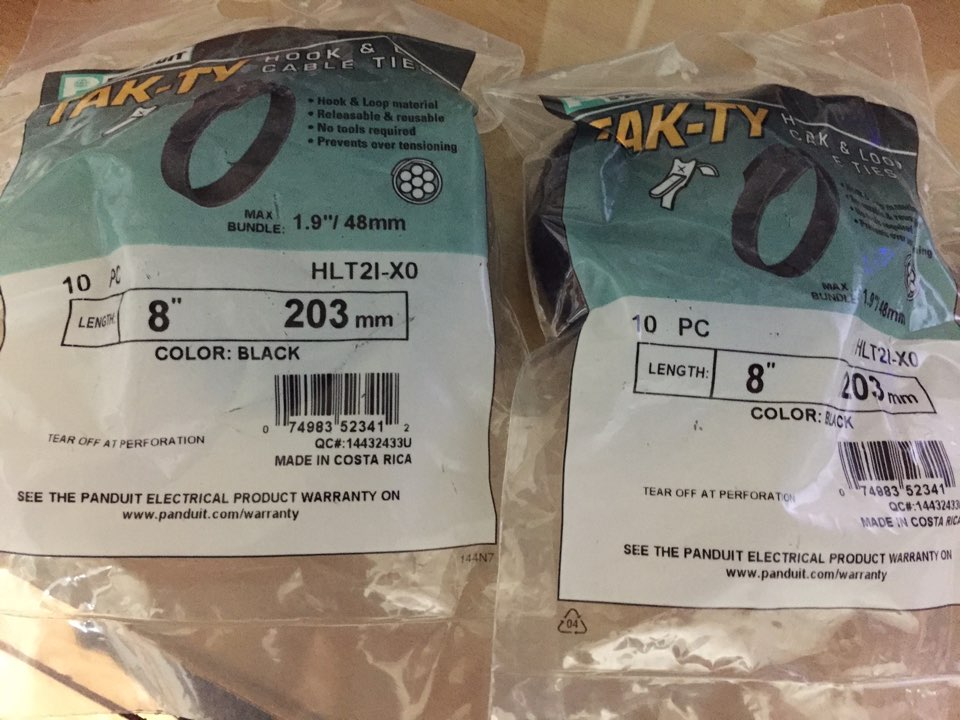 TAK-TY
HOOK &
CABLE TIES
• Hook & Loop material
• Releasable & reusable
• No tools required
• Prevents over tensioning
MAX
BUNDLE: 1.9"/ 48mm
10 PC
HLT2I-X0
LENGTH: 8" 203 mm
COLOR: BLACK
0 74983 52341 2
QC#:14432433U
TEAR OFF AT PERFORATION
MADE IN COSTA RICA
SEE THE PANDUIT ELECTRICAL PRODUCT WARRANTY ON
www.panduit.com/warranty
144N7
TAK-TY
& LOOP
TIES
MAX
BUNDLE 1.9"/ 48mm
10 PC
HLT2I-X0
LENGTH: 8" 203 mm
COLOR: BLACK
0 74983 52341
QC#:14432433
TEAR OFF AT PERFORATION
MADE IN COSTA RICA
SEE THE PANDUIT ELECTRICAL PRODUCT WARRANTY ON
www.panduit.com/warranty
04